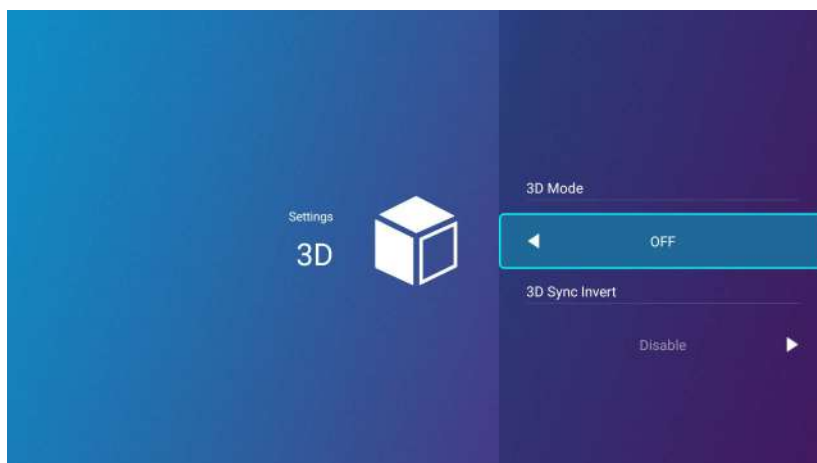 Settings
3D
3D Mode
OFF
3D Sync Invert
Disable